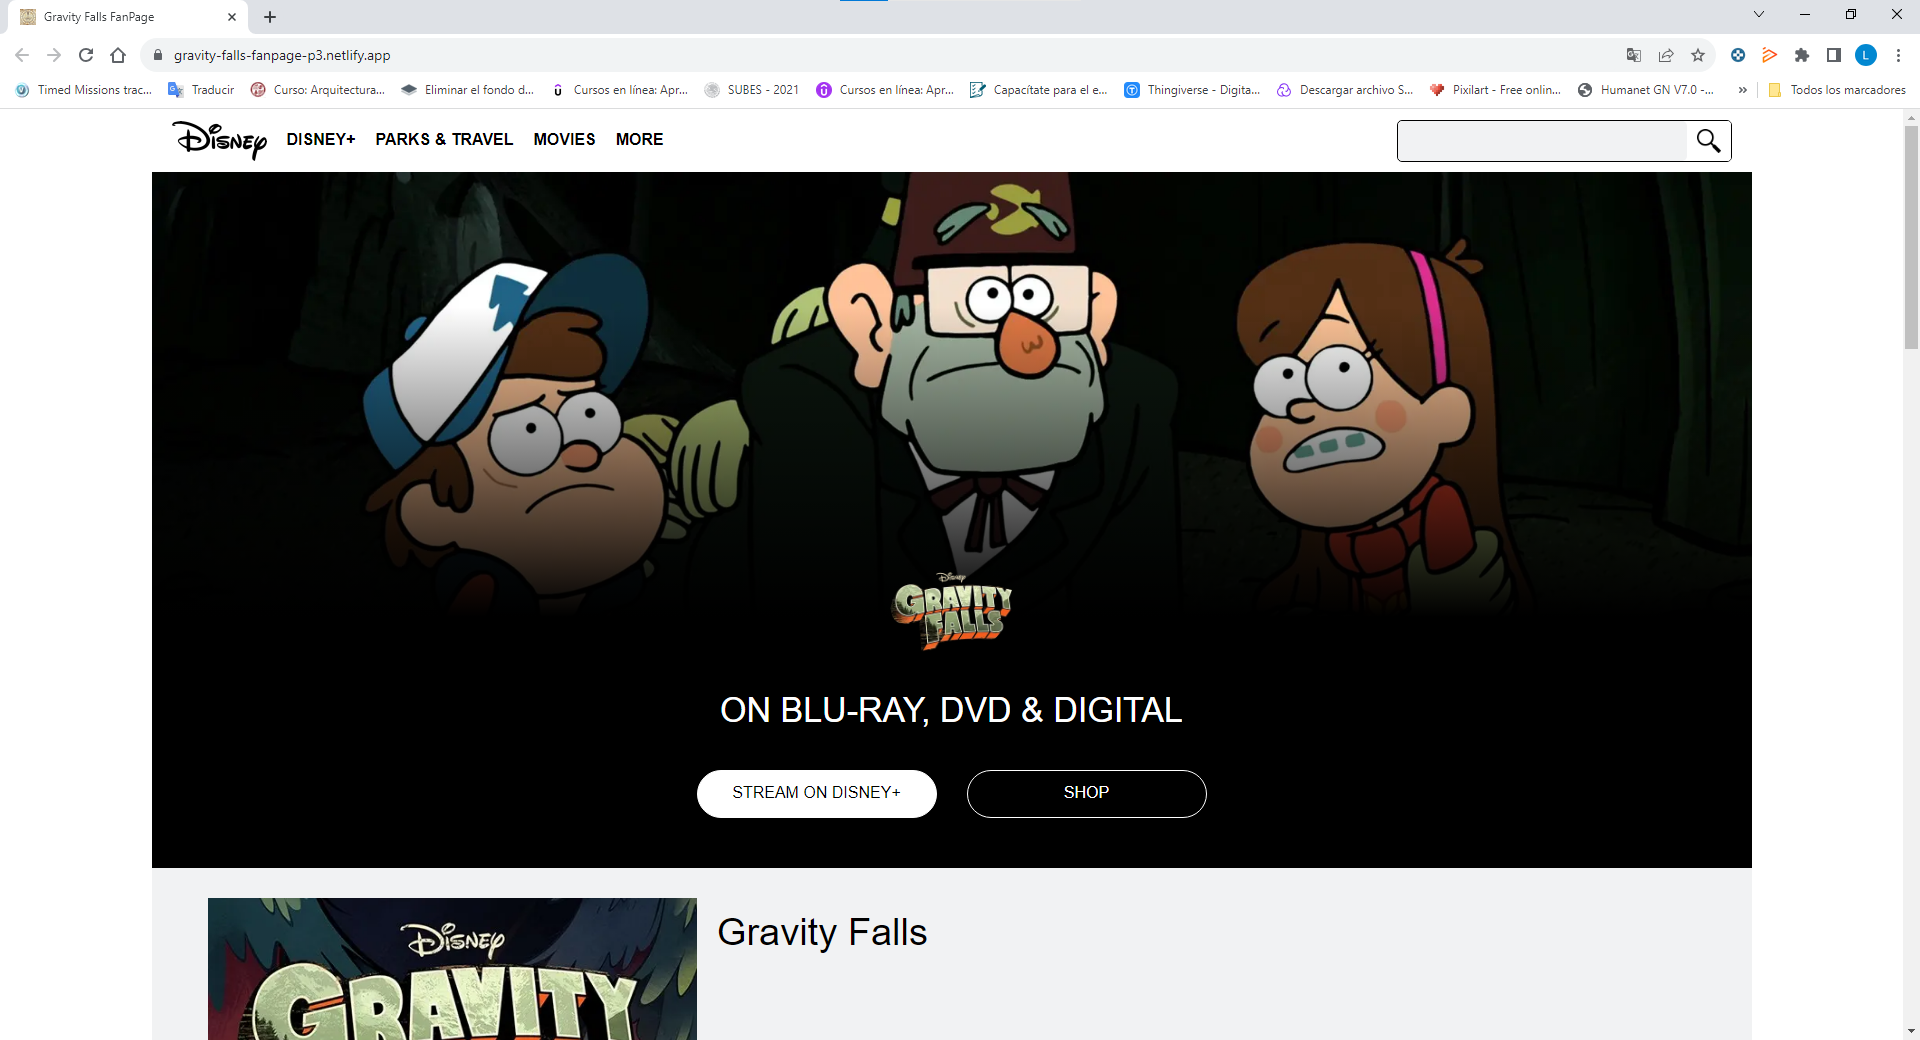 Gravity Falls FanPage
gravity-falls-fanpage-p3.netlify.app
L
Timed Missions trac... Traducir Curso: Arquitectura... Eliminar el fondo d... Cursos en línea: Apr... SUBES - 2021 Cursos en línea: Apr... Capacítate para el e... Thingiverse - Digita... Descargar archivo S... Pixilart - Free onlin... Humanet GN V7.0 -... » Todos los marcadores
Disney DISNEY+ PARKS & TRAVEL MOVIES MORE
Disney
GRAVITY
FALLS
ON BLU-RAY, DVD & DIGITAL
STREAM ON DISNEY+ SHOP
Gravity Falls
Disney
GRAVITY